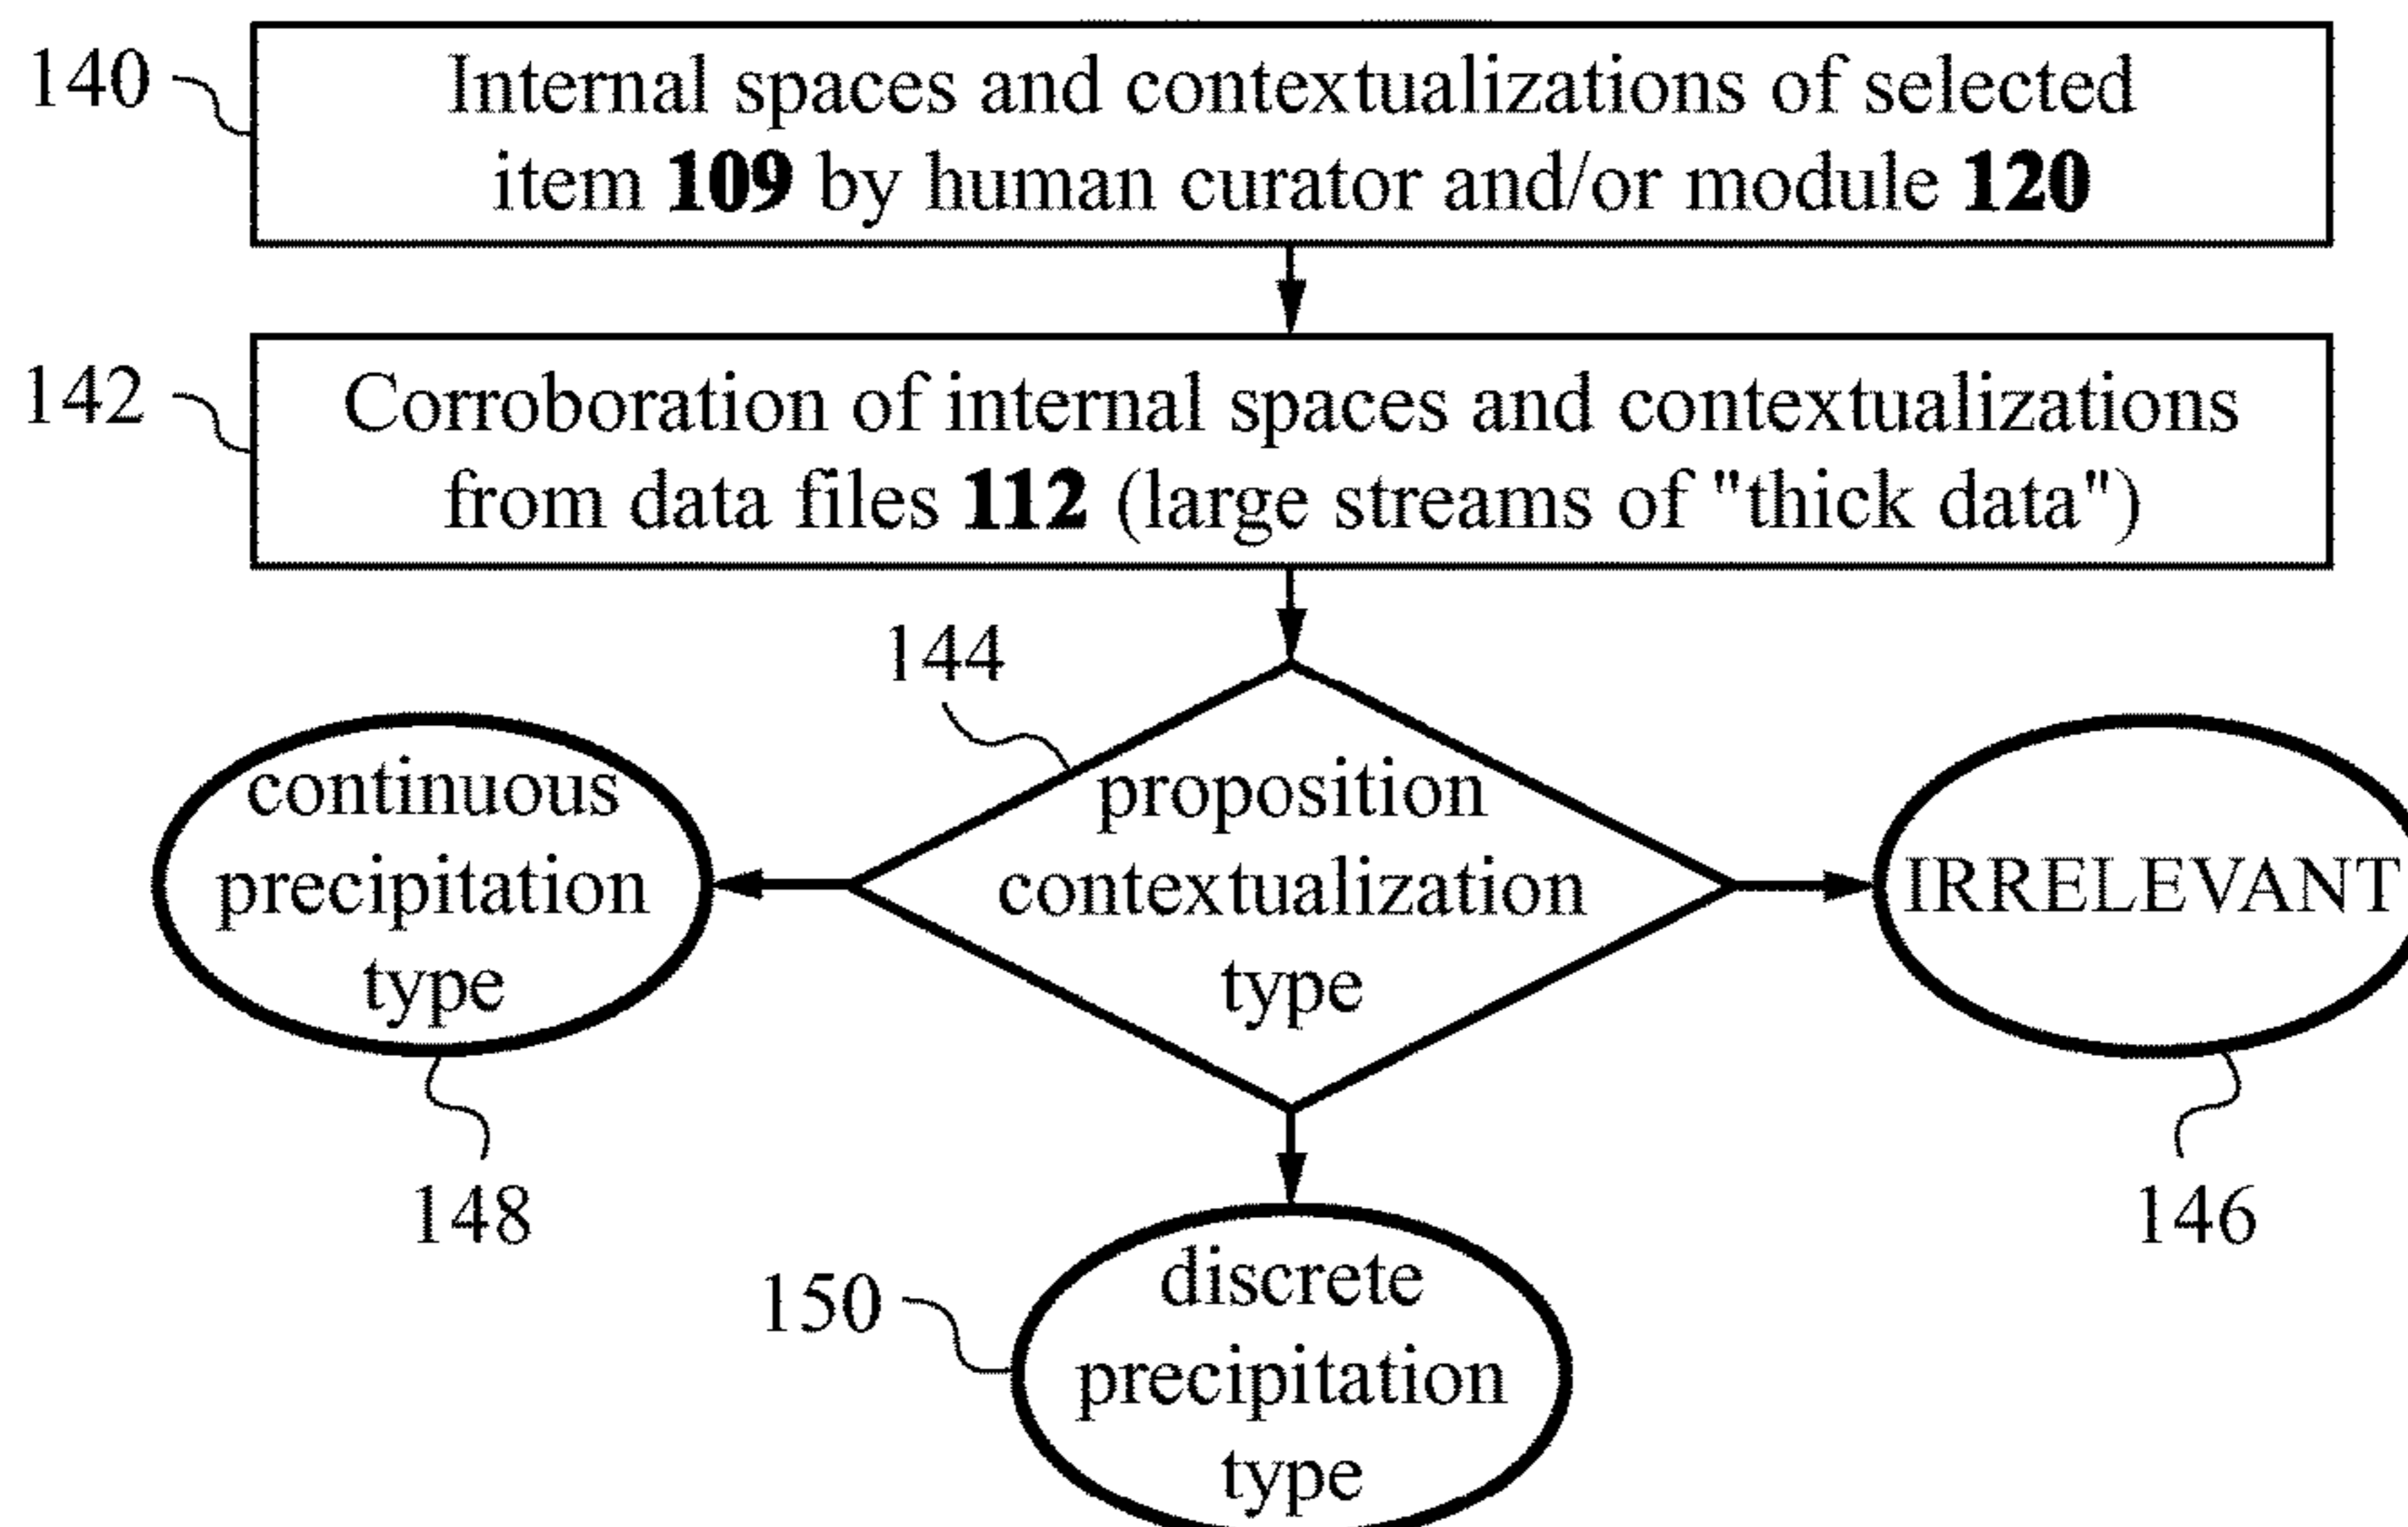 140
Internal spaces and contextualizations of selected
item 109 by human curator and/or module 120
142
Corroboration of internal spaces and contextualizations
from data files 112 (large streams of "thick data")
144
continuous
precipitation
type
proposition
contextualization
type
IRRELEVANT
148
146
150
discrete
precipitation
type